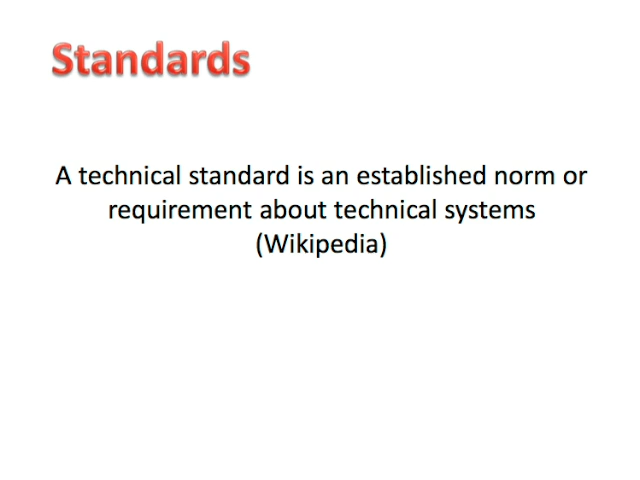 Standards
A technical standard is an established norm or
requirement about technical systems
(Wikipedia)